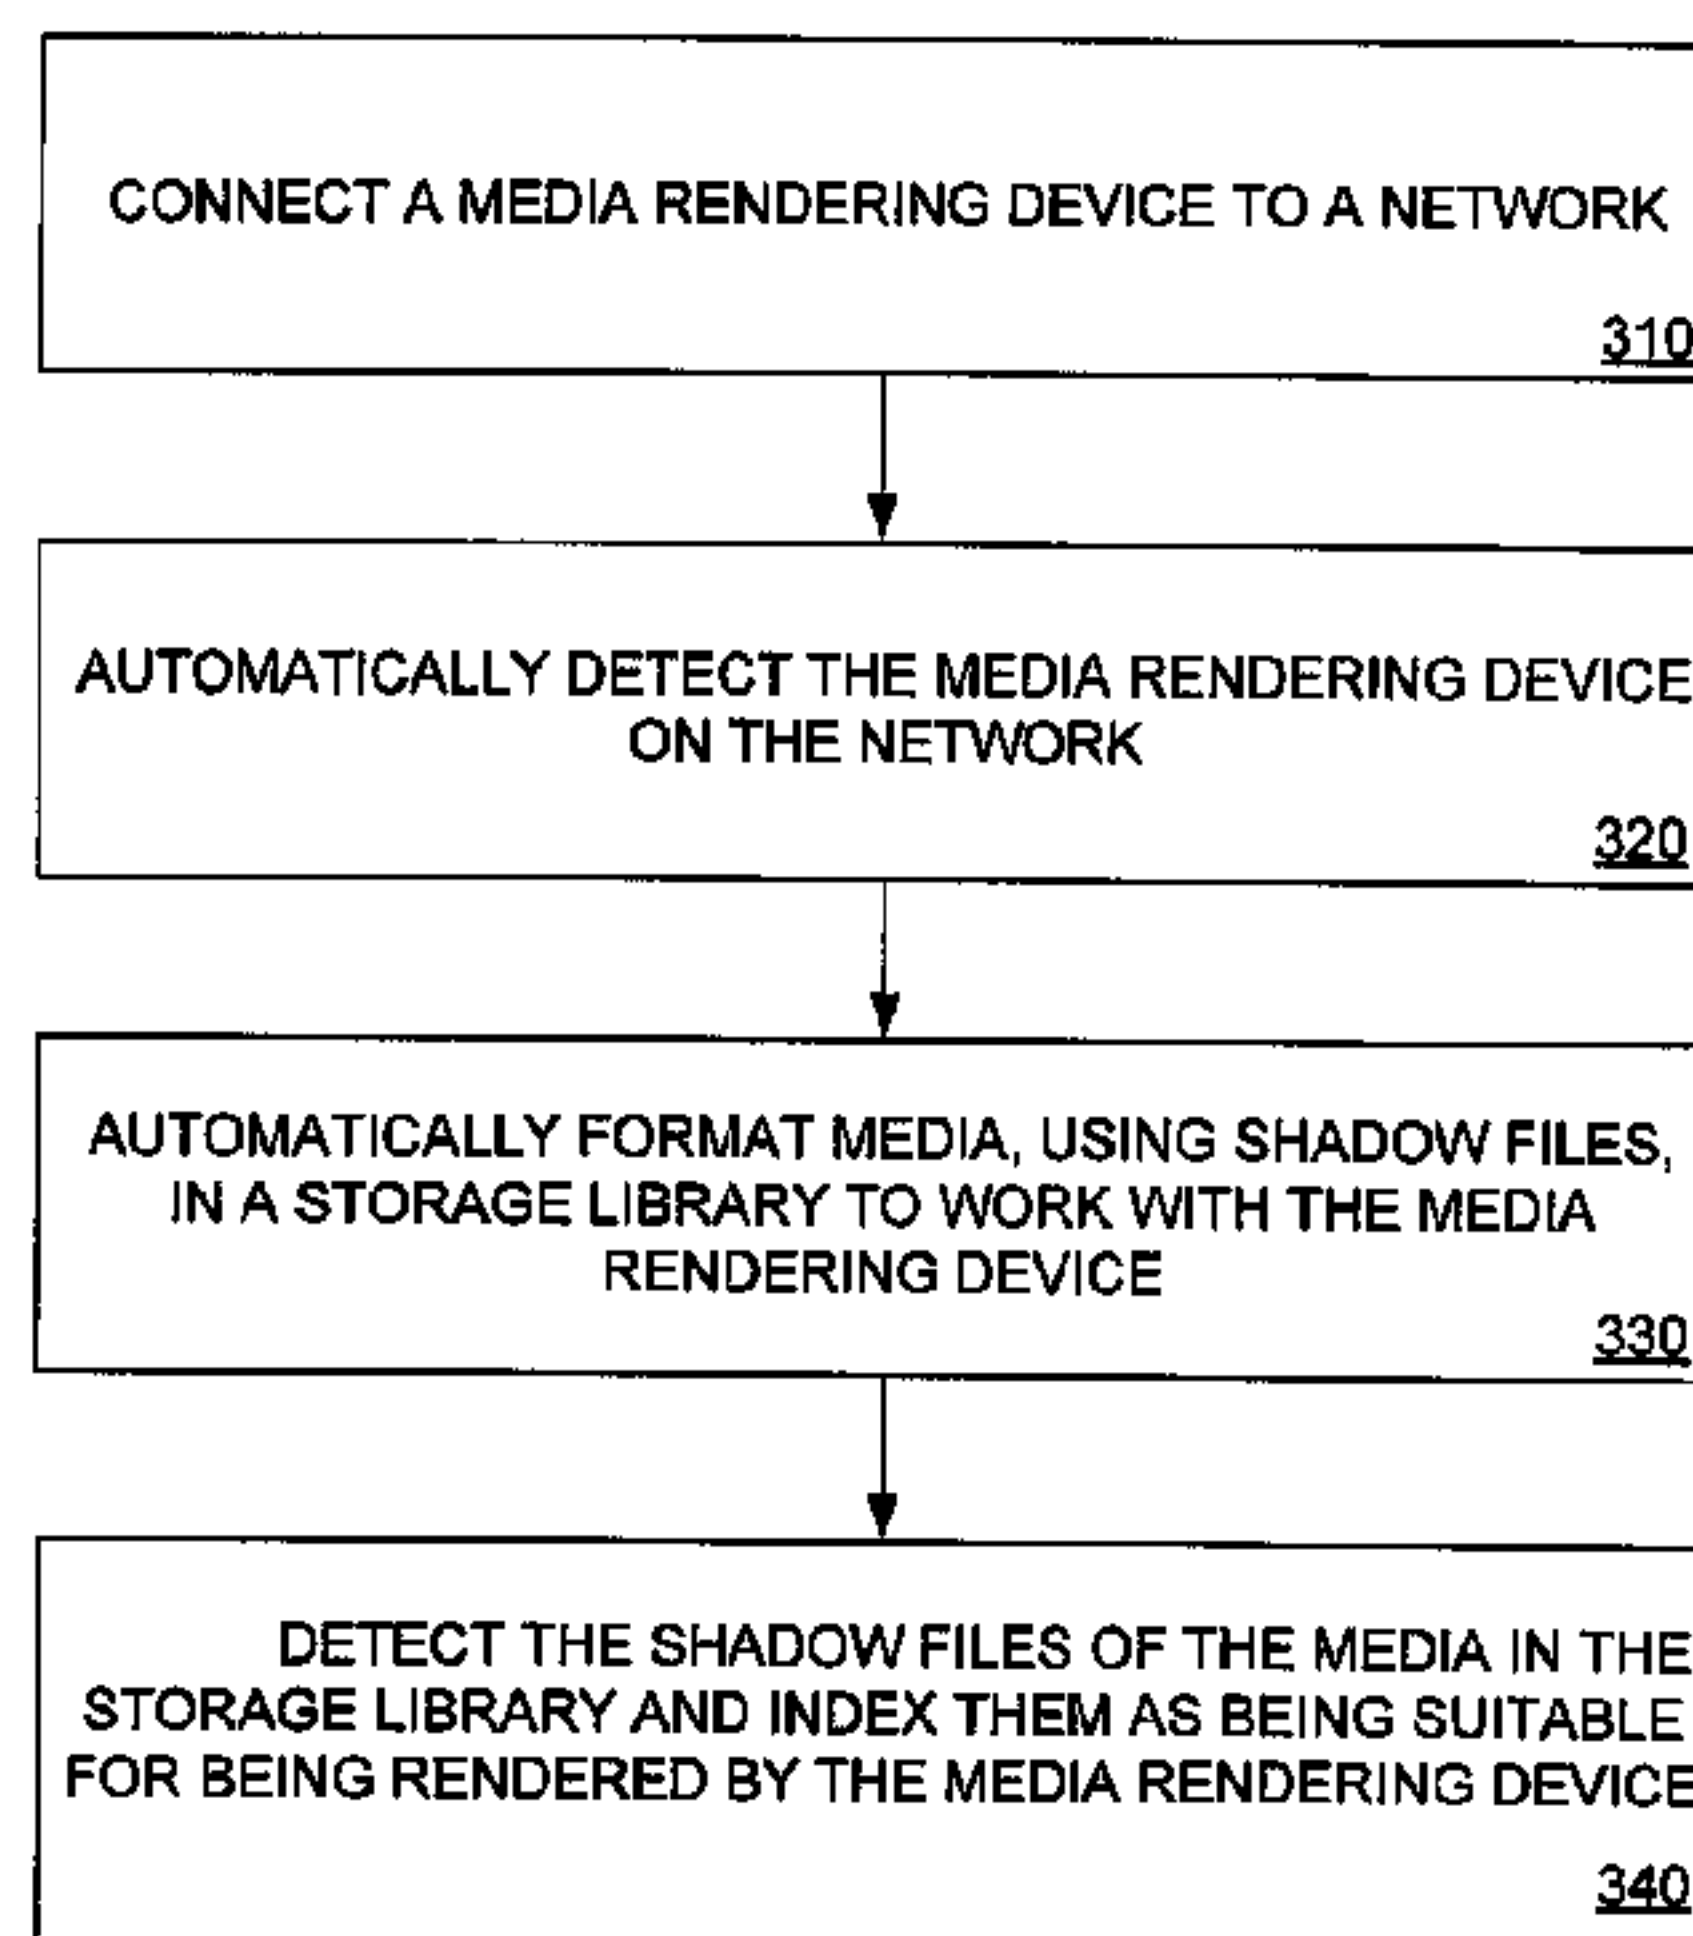 CONNECT A MEDIA RENDERING DEVICE TO A NETWORK
310
AUTOMATICALLY DETECT THE MEDIA RENDERING DEVICE
ON THE NETWORK
320
AUTOMATICALLY FORMAT MEDIA, USING SHADOW FILES,
IN A STORAGE LIBRARY TO WORK WITH THE MEDIA
RENDERING DEVICE
330
DETECT THE SHADOW FILES OF THE MEDIA IN THE
STORAGE LIBRARY AND INDEX THEM AS BEING SUITABLE
FOR BEING RENDERED BY THE MEDIA RENDERING DEVICE
340